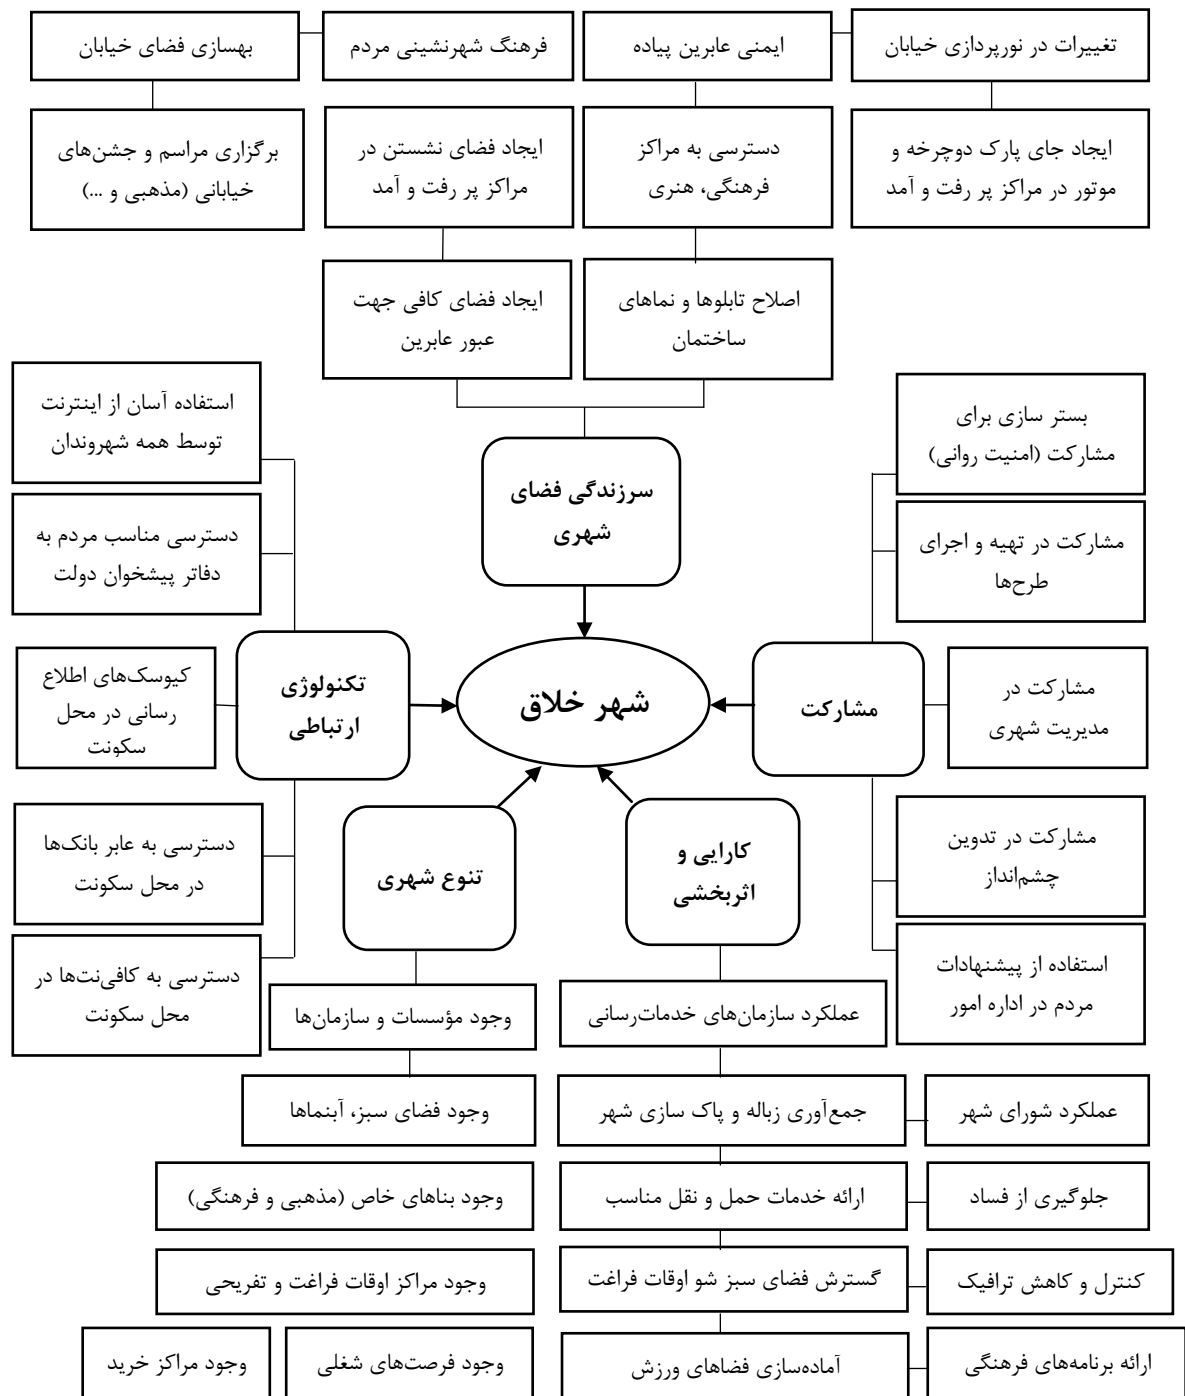 تغییرات در نورپردازی خیابان
ایمنی عابرین پیاده
فرهنگ شهرنشینی مردم
بهسازی فضای خیابان
ایجاد جای پارک دوچرخه و
موتور در مراکز پر رفت و آمد
دسترسی به مراکز
فرهنگی، هنری
ایجاد فضای نشستن در
مراکز پر رفت و آمد
برگزاری مراسم و جشن‌های
خیابانی (مذهبی و ...)
اصلاح تابلوها و نماهای
ساختمان
ایجاد فضای کافی جهت
عبور عابرین
سرزندگی فضای
شهری
بستر سازی برای
مشارکت (امنیت روانی)
مشارکت در تهیه و اجرای
طرح‌ها
مشارکت در
مدیریت شهری
مشارکت در تدوین
چشم‌انداز
استفاده از پیشنهادات
مردم در اداره امور
مشارکت
شهر خلاق
تکنولوژی
ارتباطی
استفاده آسان از اینترنت
توسط همه شهروندان
دسترسی مناسب مردم به
دفاتر پیشخوان دولت
کیوسک‌های اطلاع
رسانی در محل
سکونت
دسترسی به عابر بانک‌ها
در محل سکونت
دسترسی به کافی‌نت‌ها در
محل سکونت
کارایی و
اثربخشی
تنوع شهری
عملکرد سازمان‌های خدمات‌رسانی
وجود مؤسسات و سازمان‌ها
عملکرد شورای شهر
جمع‌آوری زباله و پاک سازی شهر
وجود فضای سبز، آبنماها
جلوگیری از فساد
ارائه خدمات حمل و نقل مناسب
وجود بناهای خاص (مذهبی و فرهنگی)
کنترل و کاهش ترافیک
گسترش فضای سبز شو اوقات فراغت
وجود مراکز اوقات فراغت و تفریحی
ارائه برنامه‌های فرهنگی
آماده‌سازی فضاهای ورزش
وجود فرصت‌های شغلی
وجود مراکز خرید